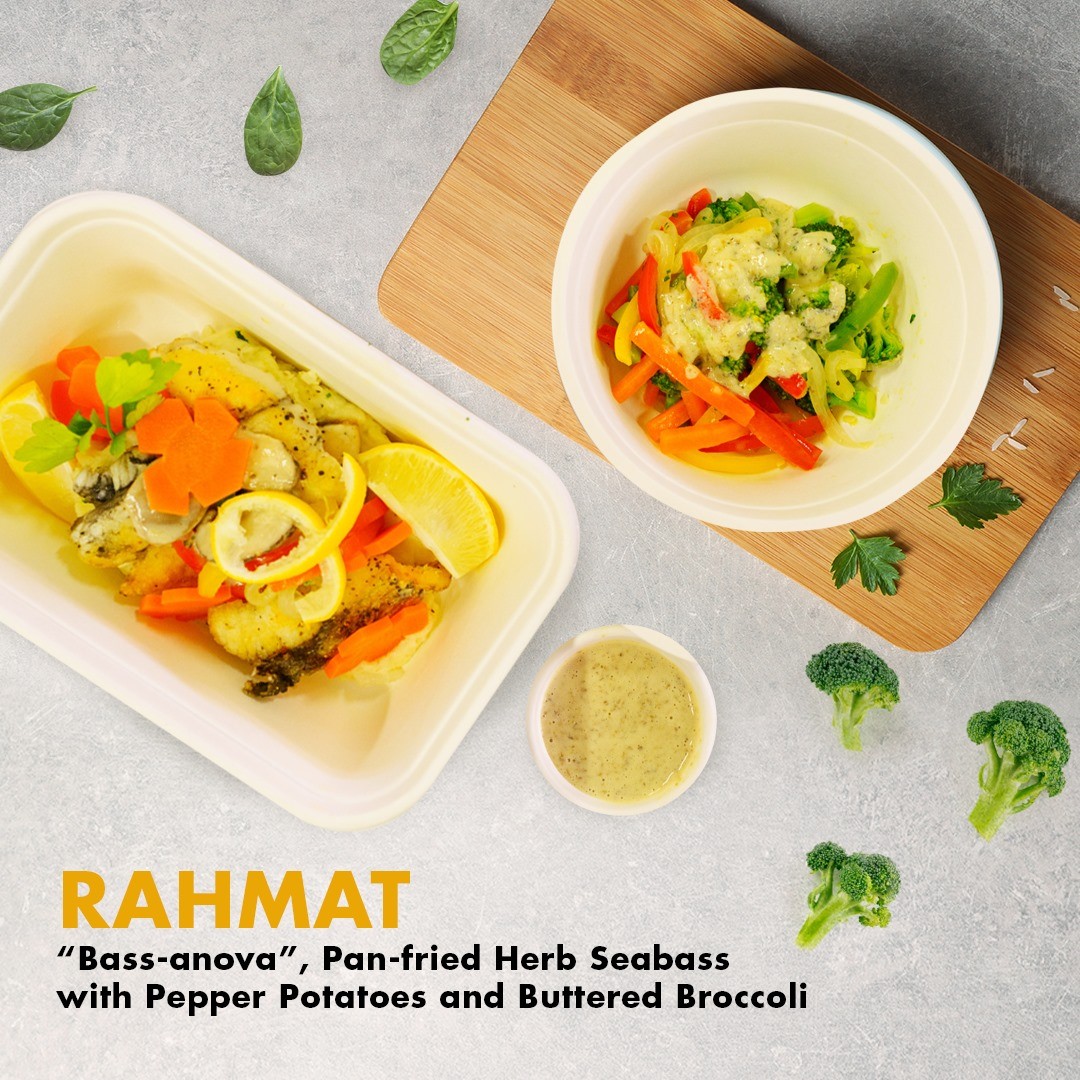 RAHMAT
“Bass-anova”, Pan-fried Herb Seabass
with Pepper Potatoes and Buttered Broccoli